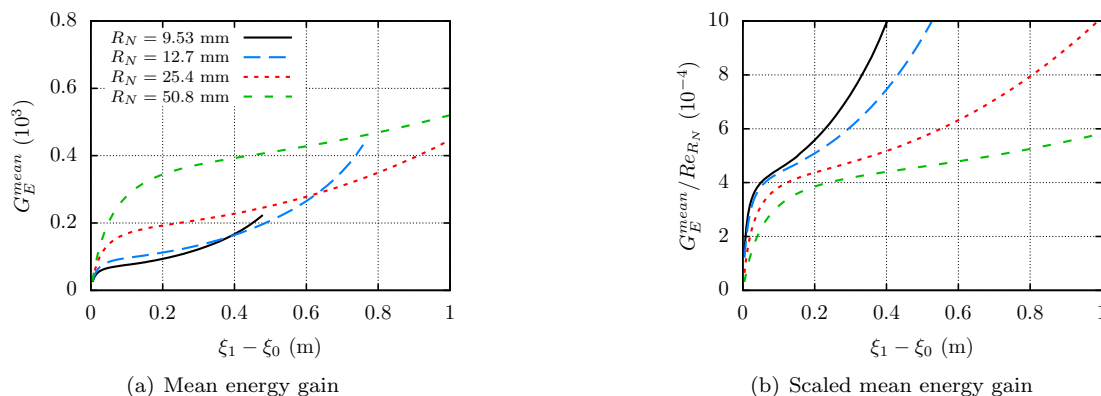 0.8
0.6
0.4
0.2
0
0 0.2 0.4 0.6 0.8 1
G_E^{mean} (10^3)
ξ_1 − ξ_0 (m)
R_N = 9.53 mm
R_N = 12.7 mm
R_N = 25.4 mm
R_N = 50.8 mm
(a) Mean energy gain
10
8
6
4
2
0
0 0.2 0.4 0.6 0.8 1
G_E^{mean}/Re_{R_N} (10^{−4})
ξ_1 − ξ_0 (m)
(b) Scaled mean energy gain